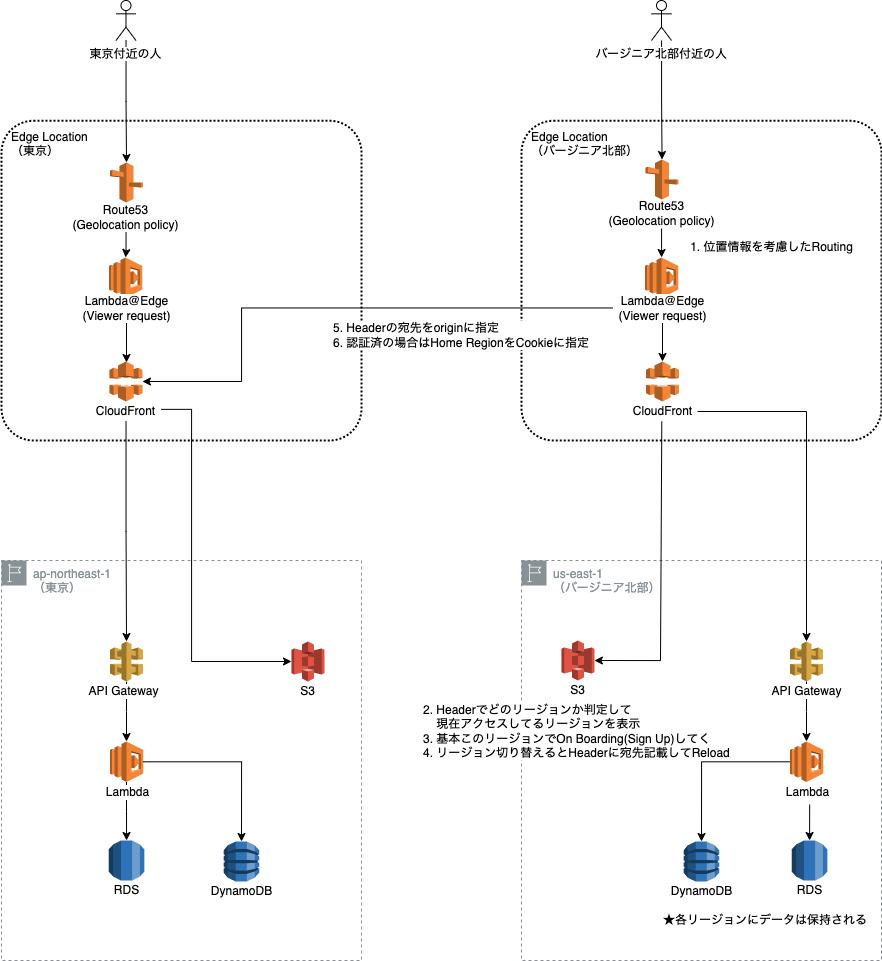 東京付近の人
バージニア北部付近の人
Edge Location
（東京）
Edge Location
（バージニア北部）
Route53
(Geolocation policy)
Route53
(Geolocation policy)
1. 位置情報を考慮したRouting
Lambda@Edge
(Viewer request)
Lambda@Edge
(Viewer request)
5. Headerの宛先をoriginに指定
6. 認証済の場合はHome RegionをCookieに指定
CloudFront
CloudFront
ap-northeast-1
（東京）
us-east-1
（バージニア北部）
API Gateway
S3
S3
API Gateway
2. Headerでどのリージョンか判定して
現在アクセスしてるリージョンを表示
3. 基本このリージョンでOn Boarding(Sign Up)してく
4. リージョン切り替えるとHeaderに宛先記載してReload
Lambda
Lambda
RDS
DynamoDB
DynamoDB
RDS
★各リージョンにデータは保持される